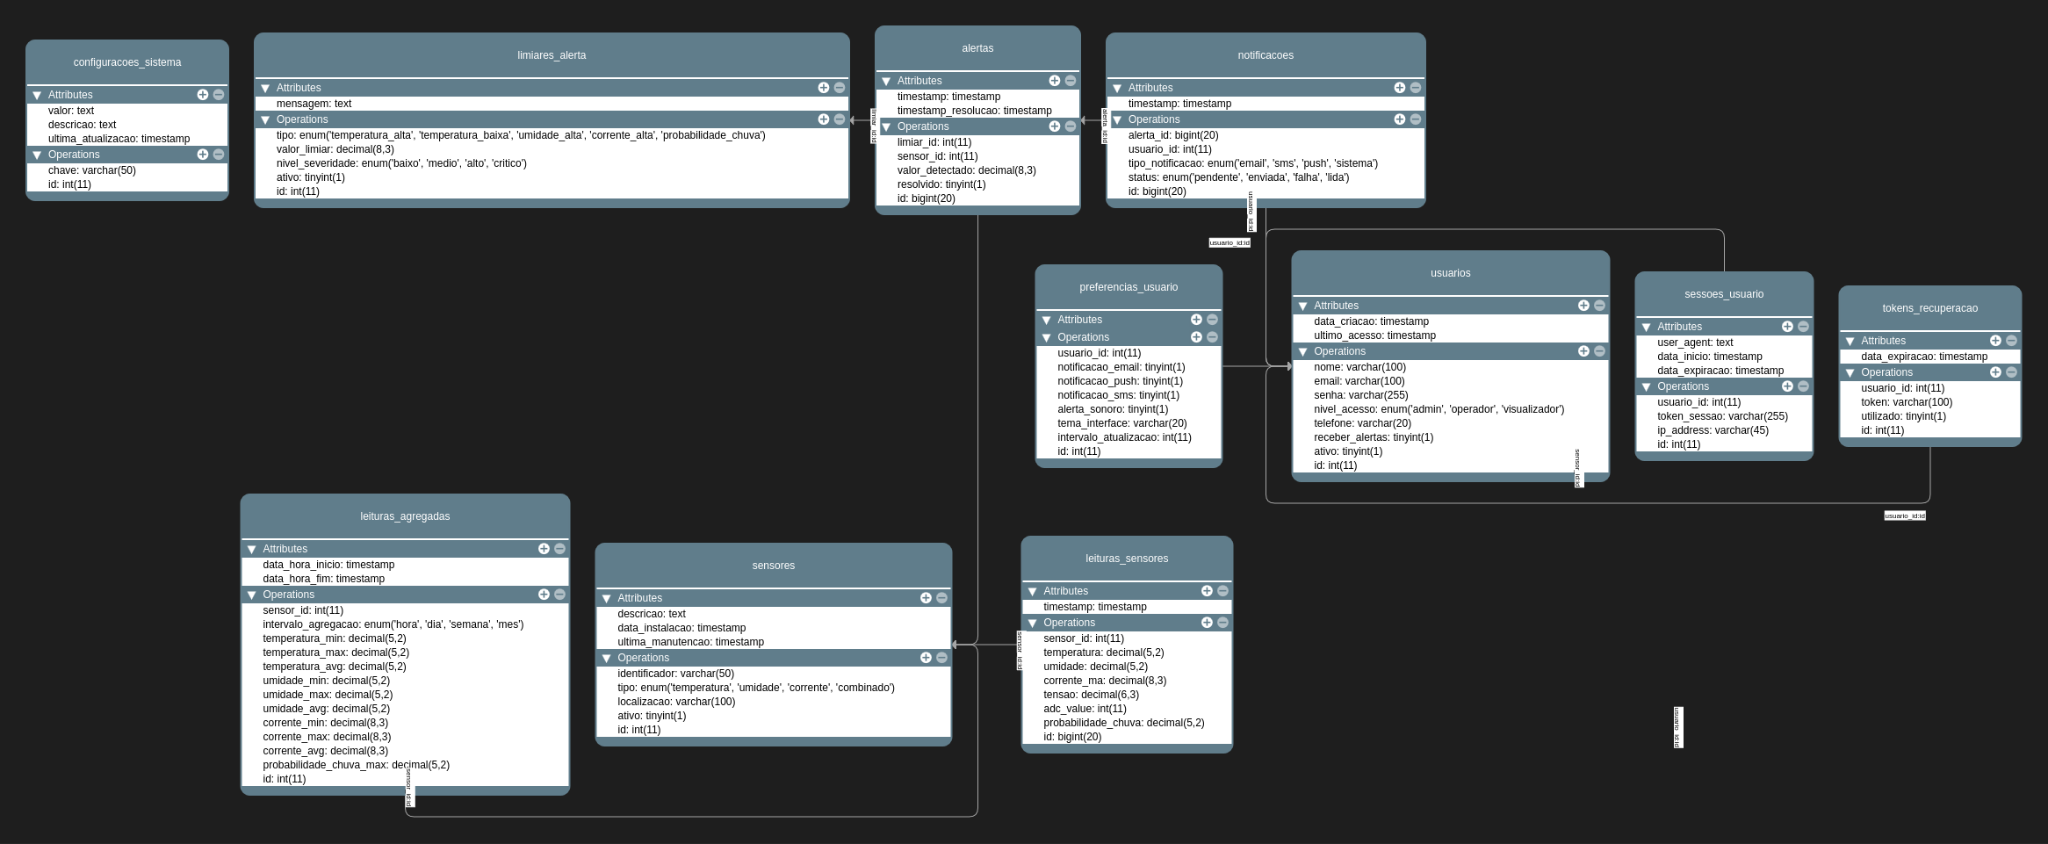 configuracoes_sistema
Attributes
valor: text
descricao: text
ultima_atualizacao: timestamp
Operations
chave: varchar(50)
id: int(11)
limiares_alerta
Attributes
mensagem: text
Operations
tipo: enum('temperatura_alta', 'temperatura_baixa', 'umidade_alta', 'corrente_alta', 'probabilidade_chuva')
valor_limiar: decimal(8,3)
nivel_severidade: enum('baixo', 'medio', 'alto', 'critico')
ativo: tinyint(1)
id: int(11)
limiar_id:id
alertas
Attributes
timestamp: timestamp
timestamp_resolucao: timestamp
Operations
limiar_id: int(11)
sensor_id: int(11)
valor_detectado: decimal(8,3)
resolvido: tinyint(1)
id: bigint(20)
alerta_id:id
notificacoes
Attributes
timestamp: timestamp
Operations
alerta_id: bigint(20)
usuario_id: int(11)
tipo_notificacao: enum('email', 'sms', 'push', 'sistema')
status: enum('pendente', 'enviada', 'falha', 'lida')
id: bigint(20)
usuario_id:id
usuario_id:id
preferencias_usuario
Attributes
Operations
usuario_id: int(11)
notificacao_email: tinyint(1)
notificacao_push: tinyint(1)
notificacao_sms: tinyint(1)
alerta_sonoro: tinyint(1)
tema_interface: varchar(20)
intervalo_atualizacao: int(11)
id: int(11)
usuarios
Attributes
data_criacao: timestamp
ultimo_acesso: timestamp
Operations
nome: varchar(100)
email: varchar(100)
senha: varchar(255)
nivel_acesso: enum('admin', 'operador', 'visualizador')
telefone: varchar(20)
receber_alertas: tinyint(1)
ativo: tinyint(1)
id: int(11)
sensor_id:id
sessoes_usuario
Attributes
user_agent: text
data_inicio: timestamp
data_expiracao: timestamp
Operations
usuario_id: int(11)
token_sessao: varchar(255)
ip_address: varchar(45)
id: int(11)
tokens_recuperacao
Attributes
data_expiracao: timestamp
Operations
usuario_id: int(11)
token: varchar(100)
utilizado: tinyint(1)
id: int(11)
usuario_id:id
leituras_agregadas
Attributes
data_hora_inicio: timestamp
data_hora_fim: timestamp
Operations
sensor_id: int(11)
intervalo_agregacao: enum('hora', 'dia', 'semana', 'mes')
temperatura_min: decimal(5,2)
temperatura_max: decimal(5,2)
temperatura_avg: decimal(5,2)
umidade_min: decimal(5,2)
umidade_max: decimal(5,2)
umidade_avg: decimal(5,2)
corrente_min: decimal(8,3)
corrente_max: decimal(8,3)
corrente_avg: decimal(8,3)
probabilidade_chuva_max: decimal(5,2)
id: int(11)
sensor_id:id
sensores
Attributes
descricao: text
data_instalacao: timestamp
ultima_manutencao: timestamp
Operations
identificador: varchar(50)
tipo: enum('temperatura', 'umidade', 'corrente', 'combinado')
localizacao: varchar(100)
ativo: tinyint(1)
id: int(11)
sensor_id:id
leituras_sensores
Attributes
timestamp: timestamp
Operations
sensor_id: int(11)
temperatura: decimal(5,2)
umidade: decimal(5,2)
corrente_ma: decimal(8,3)
tensao: decimal(6,3)
adc_value: int(11)
probabilidade_chuva: decimal(5,2)
id: bigint(20)
usuario_id:id